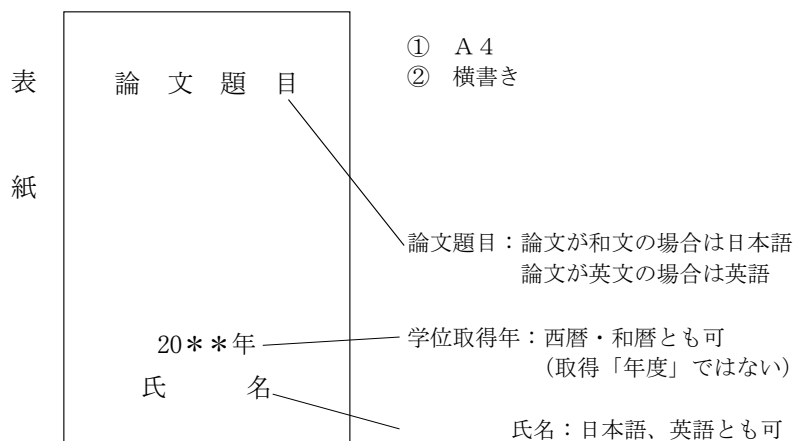 ① A4
② 横書き
表
紙
論 文 題 目
論文題目：論文が和文の場合は日本語
論文が英文の場合は英語
20＊＊年
学位取得年：西暦・和暦とも可
（取得「年度」ではない）
氏 名
氏名：日本語、英語とも可